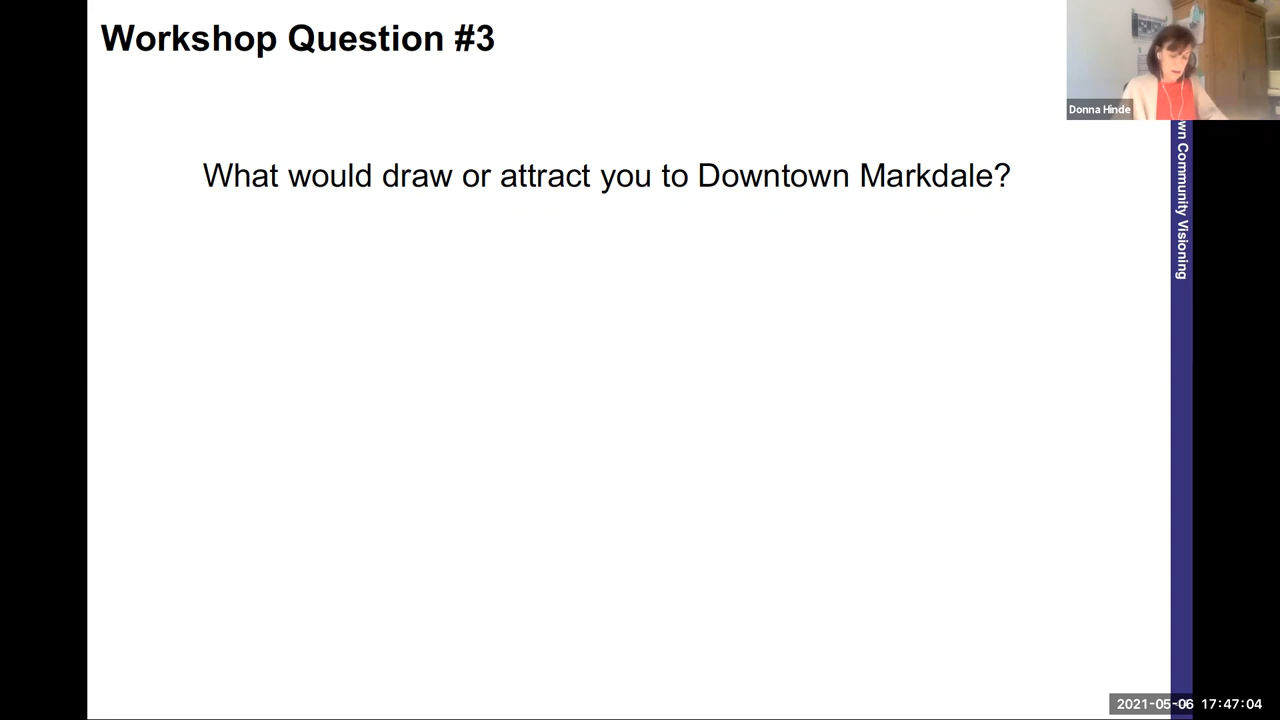 Workshop Question #3
Donna Hinde
What would draw or attract you to Downtown Markdale?
wn Community Visioning
2021-05-06 17:47:04